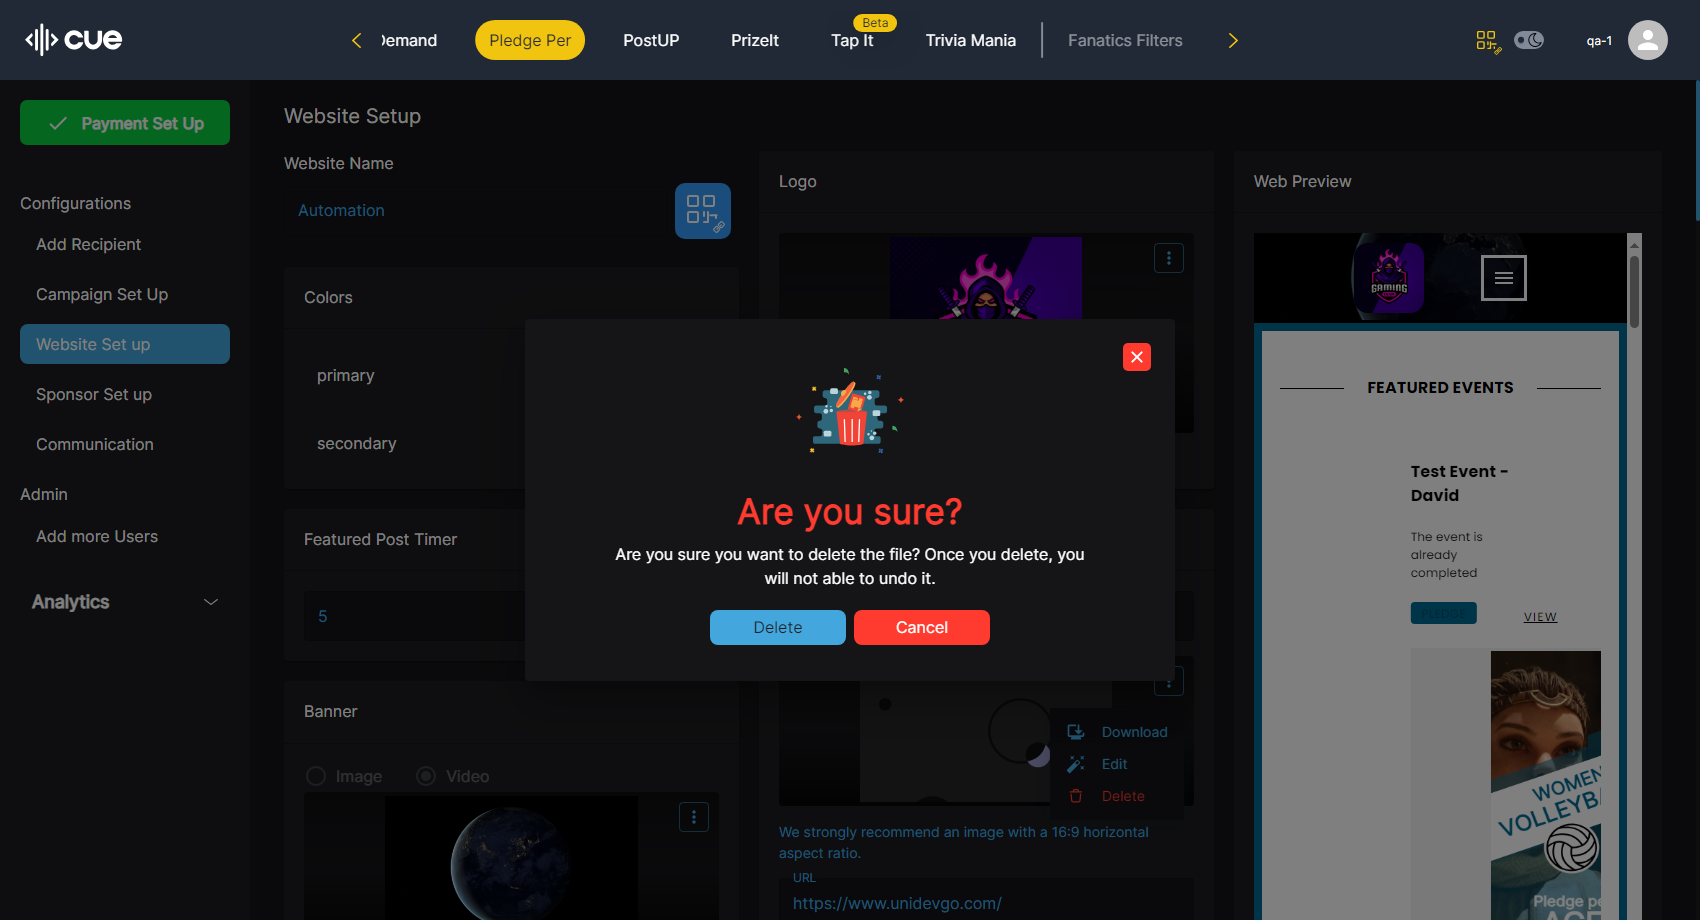 cue
Demand
Pledge Per
PostUP
PrizeIt
Beta
Tap It
Trivia Mania
Fanatics Filters
qa-1
Payment Set Up
Configurations
Add Recipient
Campaign Set Up
Website Set up
Sponsor Set up
Communication
Admin
Add more Users
Analytics
Website Setup
Website Name
Automation
Colors
primary
secondary
Featured Post Timer
5
Banner
Image
Video
Logo
Are you sure?
Are you sure you want to delete the file? Once you delete, you
will not able to undo it.
Delete
Cancel
Download
Edit
Delete
We strongly recommend an image with a 16:9 horizontal
aspect ratio.
URL
https://www.unidevgo.com/
Web Preview
GAMING
FEATURED EVENTS
Test Event -
David
The event is
already
completed
PLEDGE
VIEW
WOMEN
VOLLEYBA
Pledge pe